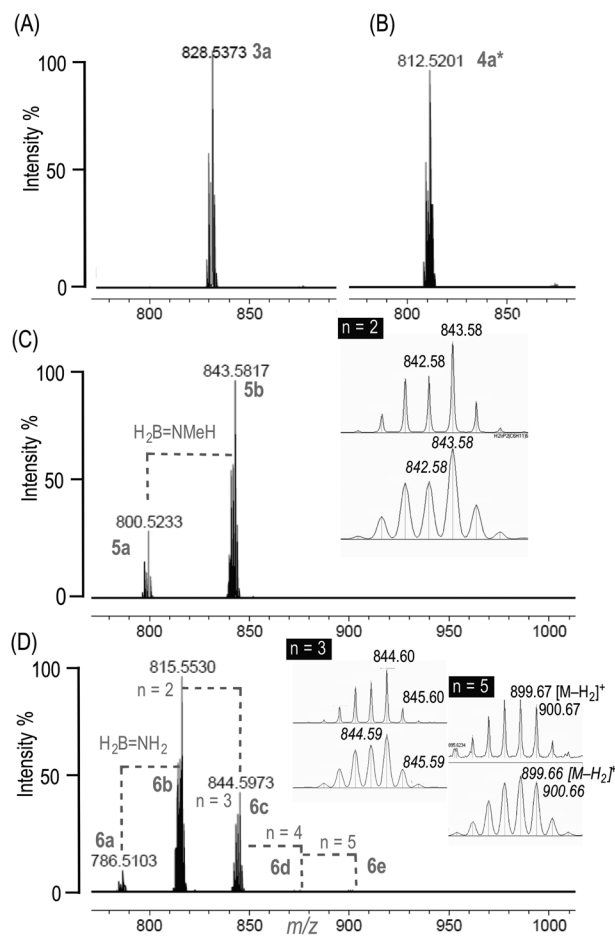 (A)
(B)
828.5373 3a
812.5201 4a*
100
50
0
Intensity %
800
850
800
850
(C)
n = 2
843.58
842.58
843.58
842.58
843.5817
5b
H₂B=NMeH
800.5233
5a
100
50
0
Intensity %
800
850
900
950
1000
(D)
n = 3
844.60
845.60
844.59
845.59
n = 5
899.67 [M–H₂]⁺
900.67
899.66 [M–H₂]⁺
900.66
815.5530
n = 2
H₂B=NH₂
6b
n = 3
844.5973
6c
6a
786.5103
n = 4
6d
n = 5
6e
100
50
0
Intensity %
800
850
900
950
1000
m/z